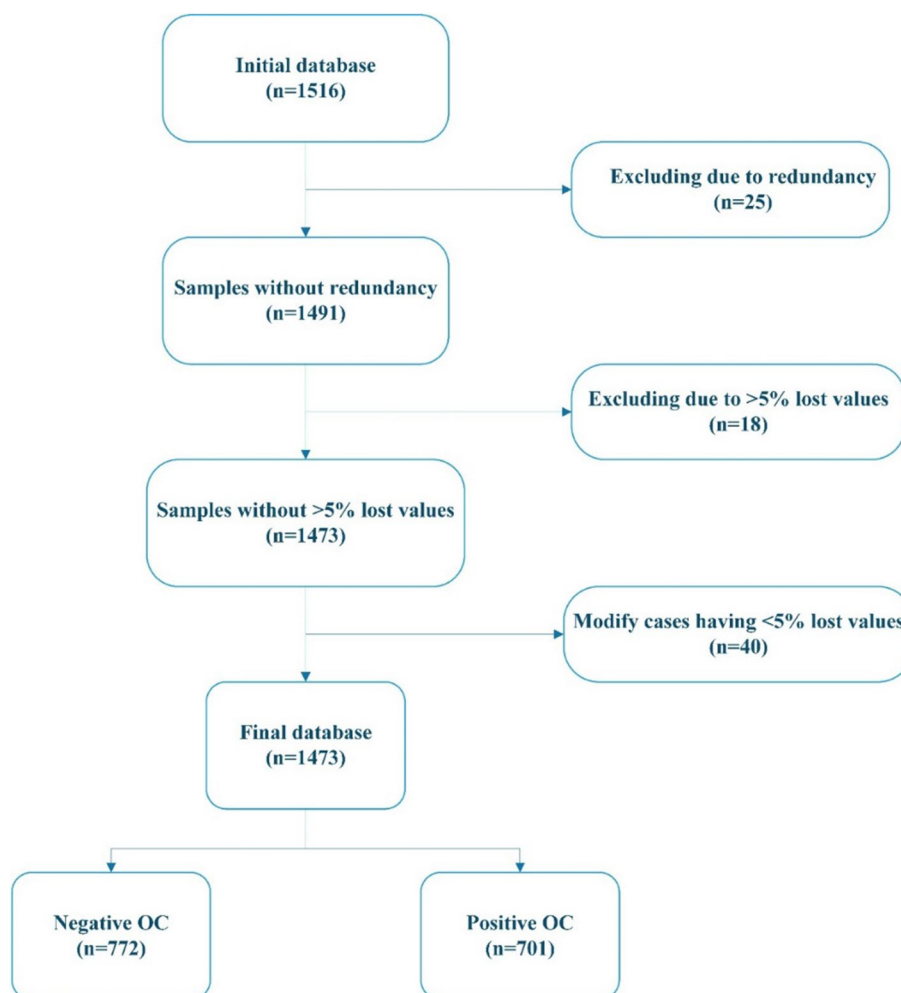 Initial database
(n=1516)
Excluding due to redundancy
(n=25)
Samples without redundancy
(n=1491)
Excluding due to >5% lost values
(n=18)
Samples without >5% lost values
(n=1473)
Modify cases having <5% lost values
(n=40)
Final database
(n=1473)
Negative OC
(n=772)
Positive OC
(n=701)